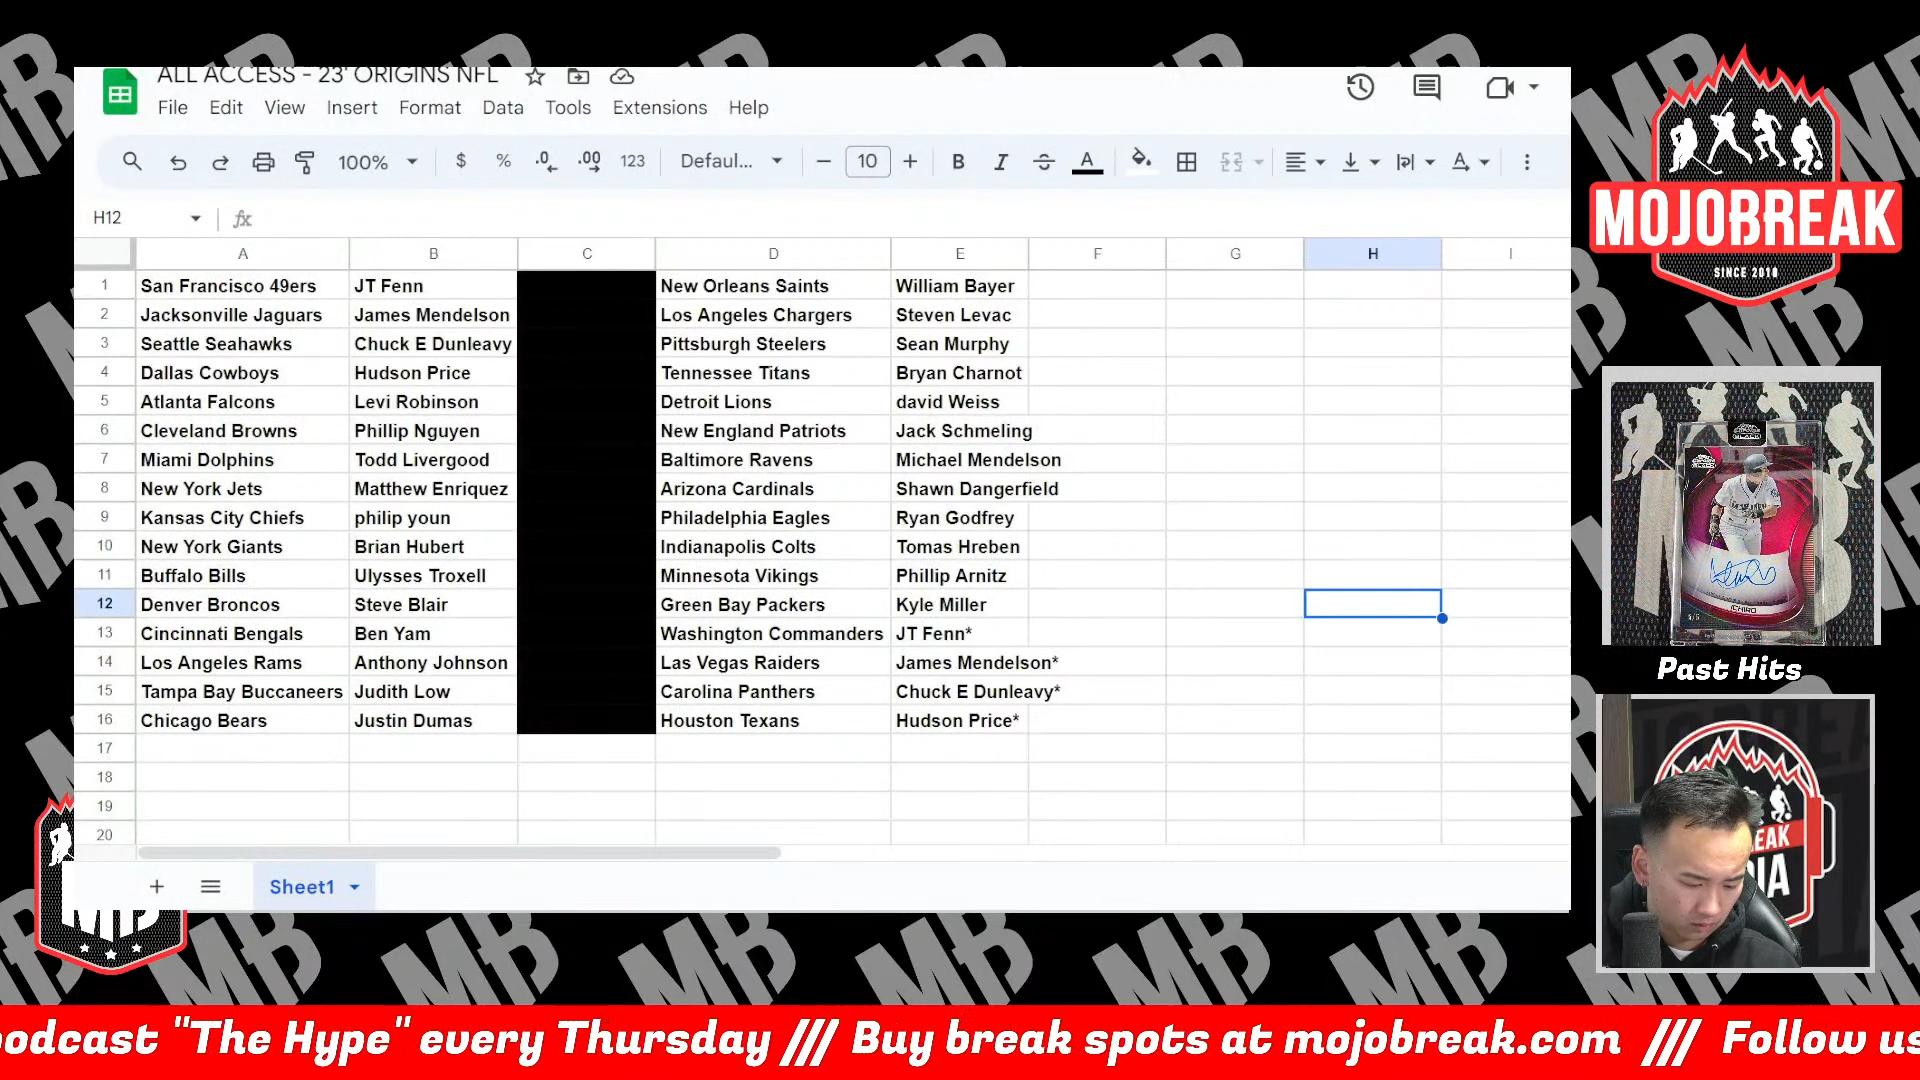 ALL ACCESS - 23' ORIGINS NFL
File Edit View Insert Format Data Tools Extensions Help
100% $ % .0 .00 123 Defaul... 10 B I A
H12 fx
A B C D E F G H I
1 San Francisco 49ers JT Fenn New Orleans Saints William Bayer
2 Jacksonville Jaguars James Mendelson Los Angeles Chargers Steven Levac
3 Seattle Seahawks Chuck E Dunleavy Pittsburgh Steelers Sean Murphy
4 Dallas Cowboys Hudson Price Tennessee Titans Bryan Charnot
5 Atlanta Falcons Levi Robinson Detroit Lions david Weiss
6 Cleveland Browns Phillip Nguyen New England Patriots Jack Schmeling
7 Miami Dolphins Todd Livergood Baltimore Ravens Michael Mendelson
8 New York Jets Matthew Enriquez Arizona Cardinals Shawn Dangerfield
9 Kansas City Chiefs philip youn Philadelphia Eagles Ryan Godfrey
10 New York Giants Brian Hubert Indianapolis Colts Tomas Hreben
11 Buffalo Bills Ulysses Troxell Minnesota Vikings Phillip Arnitz
12 Denver Broncos Steve Blair Green Bay Packers Kyle Miller
13 Cincinnati Bengals Ben Yam Washington Commanders JT Fenn*
14 Los Angeles Rams Anthony Johnson Las Vegas Raiders James Mendelson*
15 Tampa Bay Buccaneers Judith Low Carolina Panthers Chuck E Dunleavy*
16 Chicago Bears Justin Dumas Houston Texans Hudson Price*
17
18
19
20
Sheet1
MOJOBREAK
SINCE 2010
ICHIRO
Past Hits
MB
podcast "The Hype" every Thursday /// Buy break spots at mojobreak.com /// Follow us